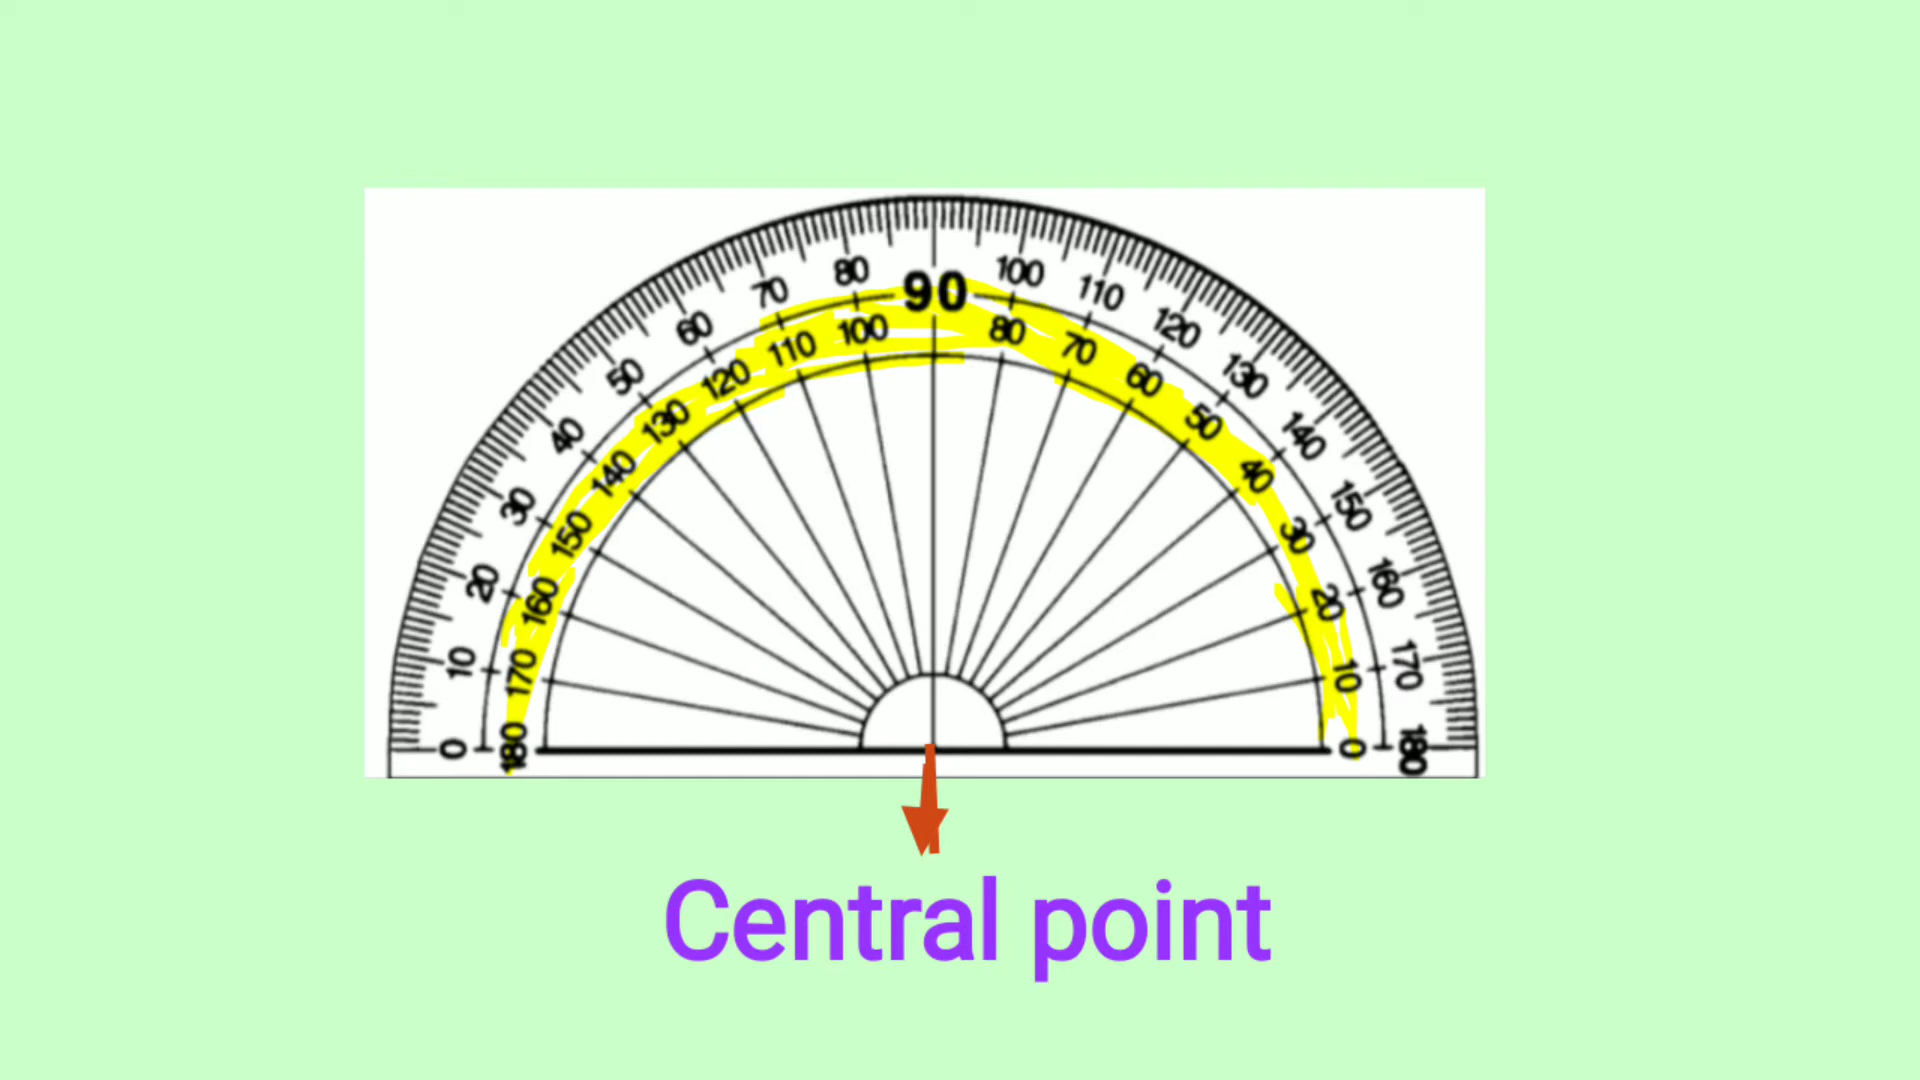 0 10 20 30 40 50 60 70 80 90 100 110 120 130 140 150 160 170 180
180 170 160 150 140 130 120 110 100 80 70 60 50 40 30 20 10 0
Central point